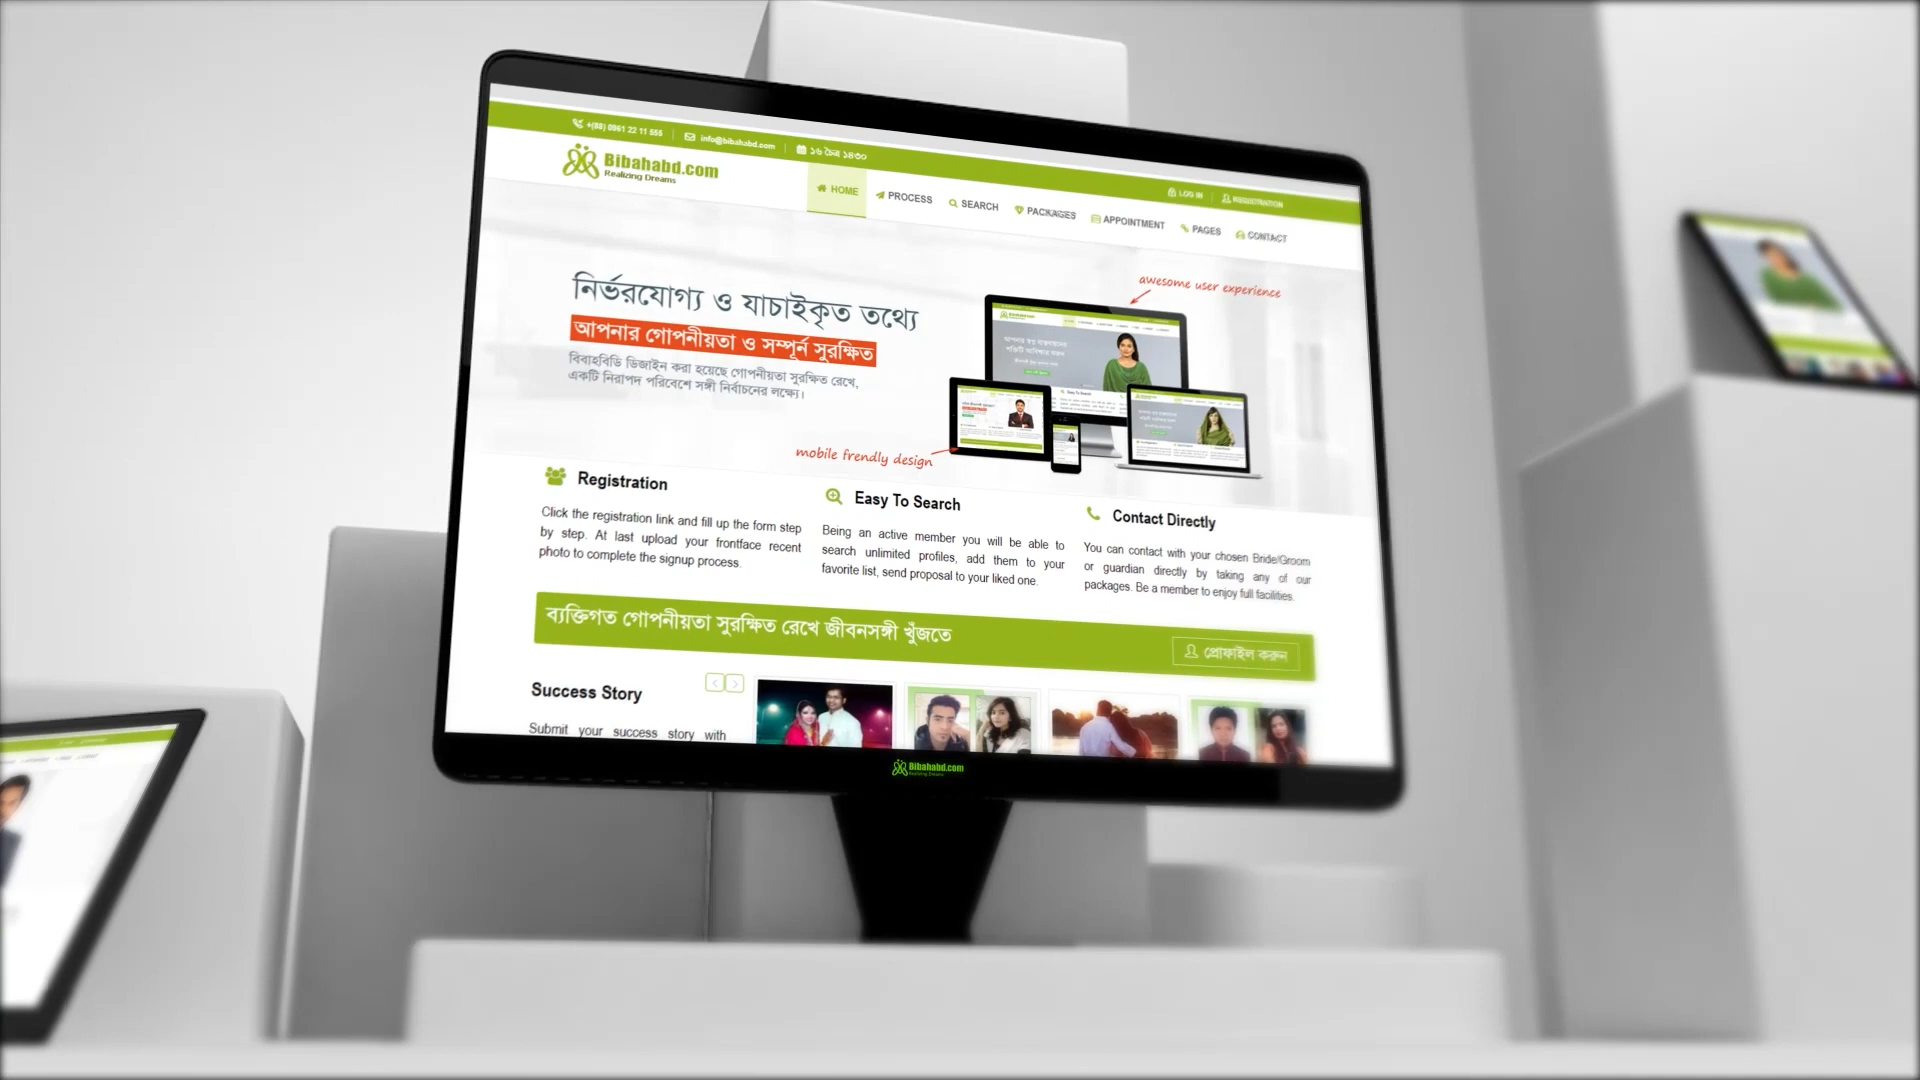 +(88) 0961 22 11 555
info@bibahabd.com
১৬ চৈত্র ১৪৩০
LOG IN
REGISTRATION
Bibahabd.com
Realizing Dreams
HOME
PROCESS
SEARCH
PACKAGES
APPOINTMENT
PAGES
CONTACT
নির্ভরযোগ্য ও যাচাইকৃত তথ্যে
আপনার গোপনীয়তা ও সম্পূর্ন সুরক্ষিত
বিবাহবিডি ডিজাইন করা হয়েছে গোপনীয়তা সুরক্ষিত রেখে,
একটি নিরাপদ পরিবেশে সঙ্গী নির্বাচনের লক্ষ্যে।
awesome user experience
mobile frendly design
Registration
Click the registration link and fill up the form step
by step. At last upload your frontface recent
photo to complete the signup process.
Easy To Search
Being an active member you will be able to
search unlimited profiles, add them to your
favorite list, send proposal to your liked one.
Contact Directly
You can contact with your chosen Bride/Groom
or guardian directly by taking any of our
packages. Be a member to enjoy full facilities.
ব্যক্তিগত গোপনীয়তা সুরক্ষিত রেখে জীবনসঙ্গী খুঁজতে
প্রোফাইল করুন
Success Story
Submit your success story with
Bibahabd.com
Realizing Dreams